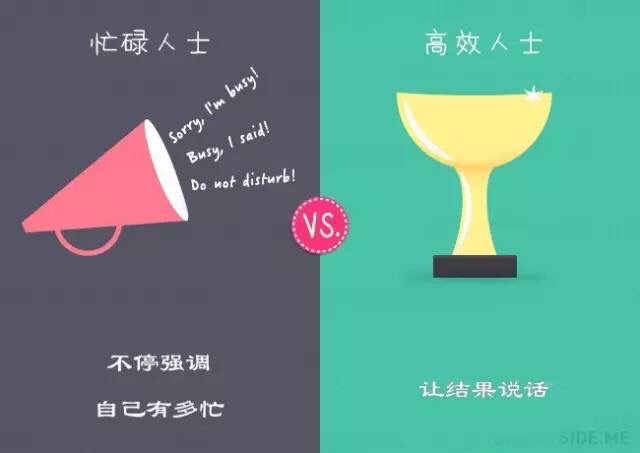 忙碌人士
Sorry, I'm busy!
Busy, I said!
Do not disturb!
不停强调
自己有多忙
VS.
高效人士
让结果说话
SIDE.ME